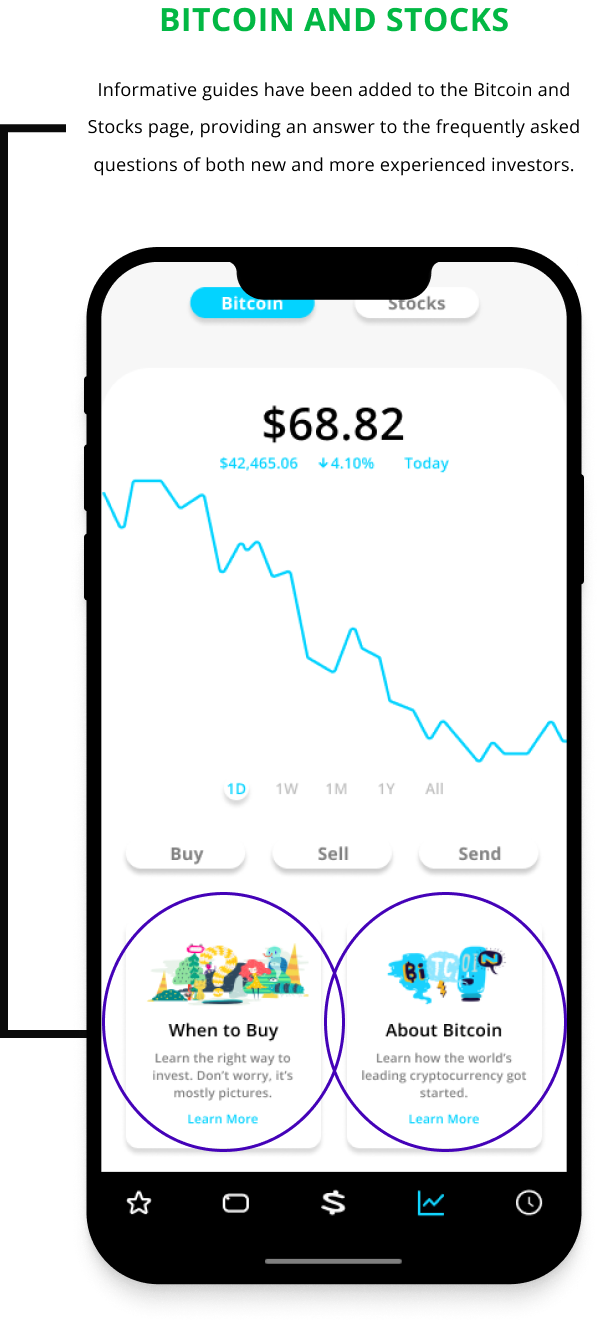 BITCOIN AND STOCKS
Informative guides have been added to the Bitcoin and
Stocks page, providing an answer to the frequently asked
questions of both new and more experienced investors.
Bitcoin Stocks
$68.82
$42,465.06 ↓4.10% Today
1D 1W 1M 1Y All
Buy Sell Send
BiTCOIN
When to Buy
Learn the right way to
invest. Don’t worry, it’s
mostly pictures.
Learn More
About Bitcoin
Learn how the world’s
leading cryptocurrency got
started.
Learn More